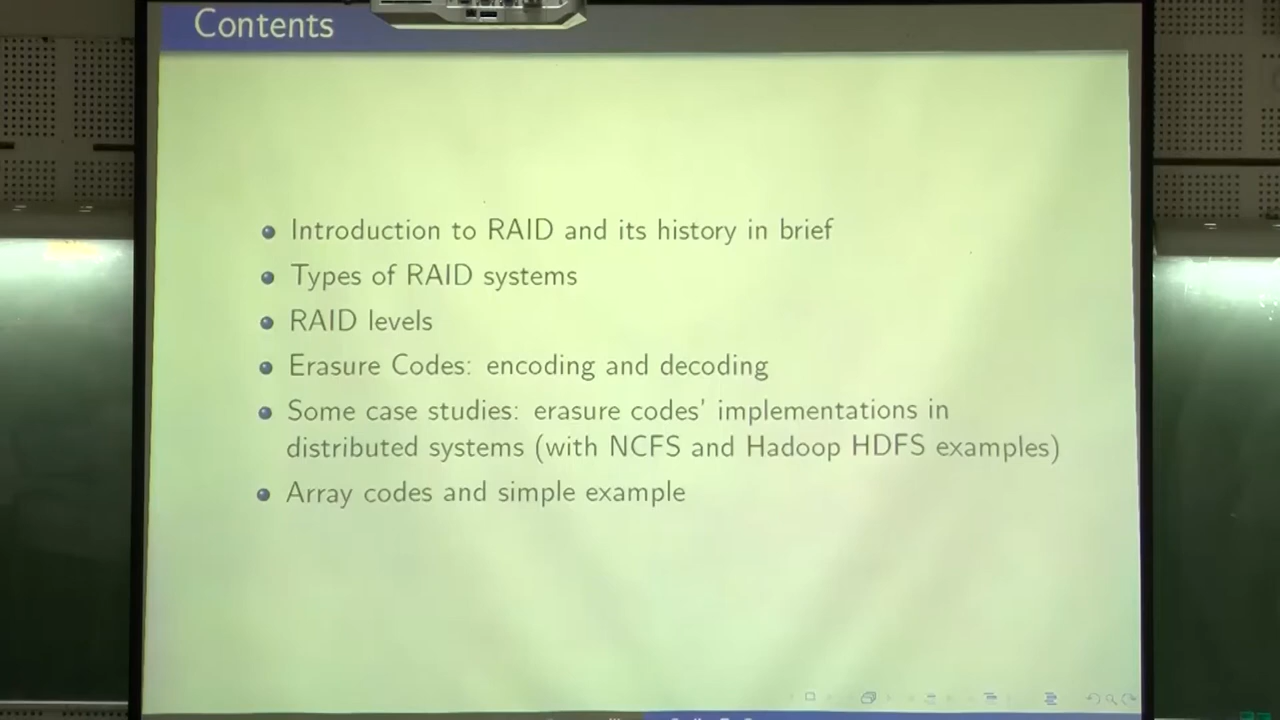 Contents
Introduction to RAID and its history in brief
Types of RAID systems
RAID levels
Erasure Codes: encoding and decoding
Some case studies: erasure codes' implementations in
distributed systems (with NCFS and Hadoop HDFS examples)
Array codes and simple example